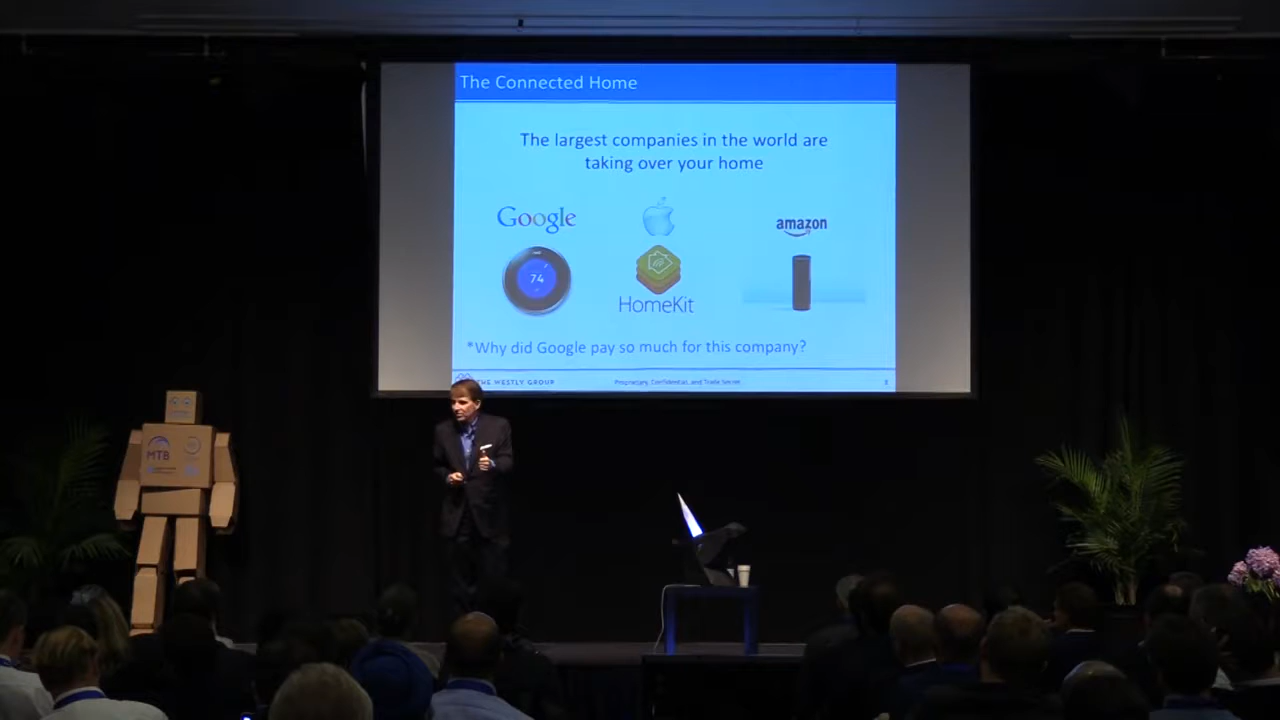 The Connected Home
The largest companies in the world are
taking over your home
Google
amazon
74
HomeKit
*Why did Google pay so much for this company?
THE WESTLY GROUP
Proprietary, Confidential, and Trade Secret
MTB